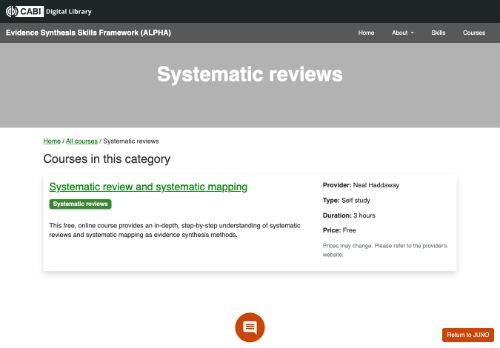 CABI Digital Library
Evidence Synthesis Skills Framework (ALPHA)
Home About Skills Courses
Systematic reviews
Home / All courses / Systematic reviews
Courses in this category
Systematic review and systematic mapping
Systematic reviews
This free, online course provides an in-depth, step-by-step understanding of systematic
reviews and systematic mapping as evidence synthesis methods.
Provider: Neal Haddaway
Type: Self study
Duration: 3 hours
Price: Free
Prices may change. Please refer to the provider's
website.
Return to JUNO